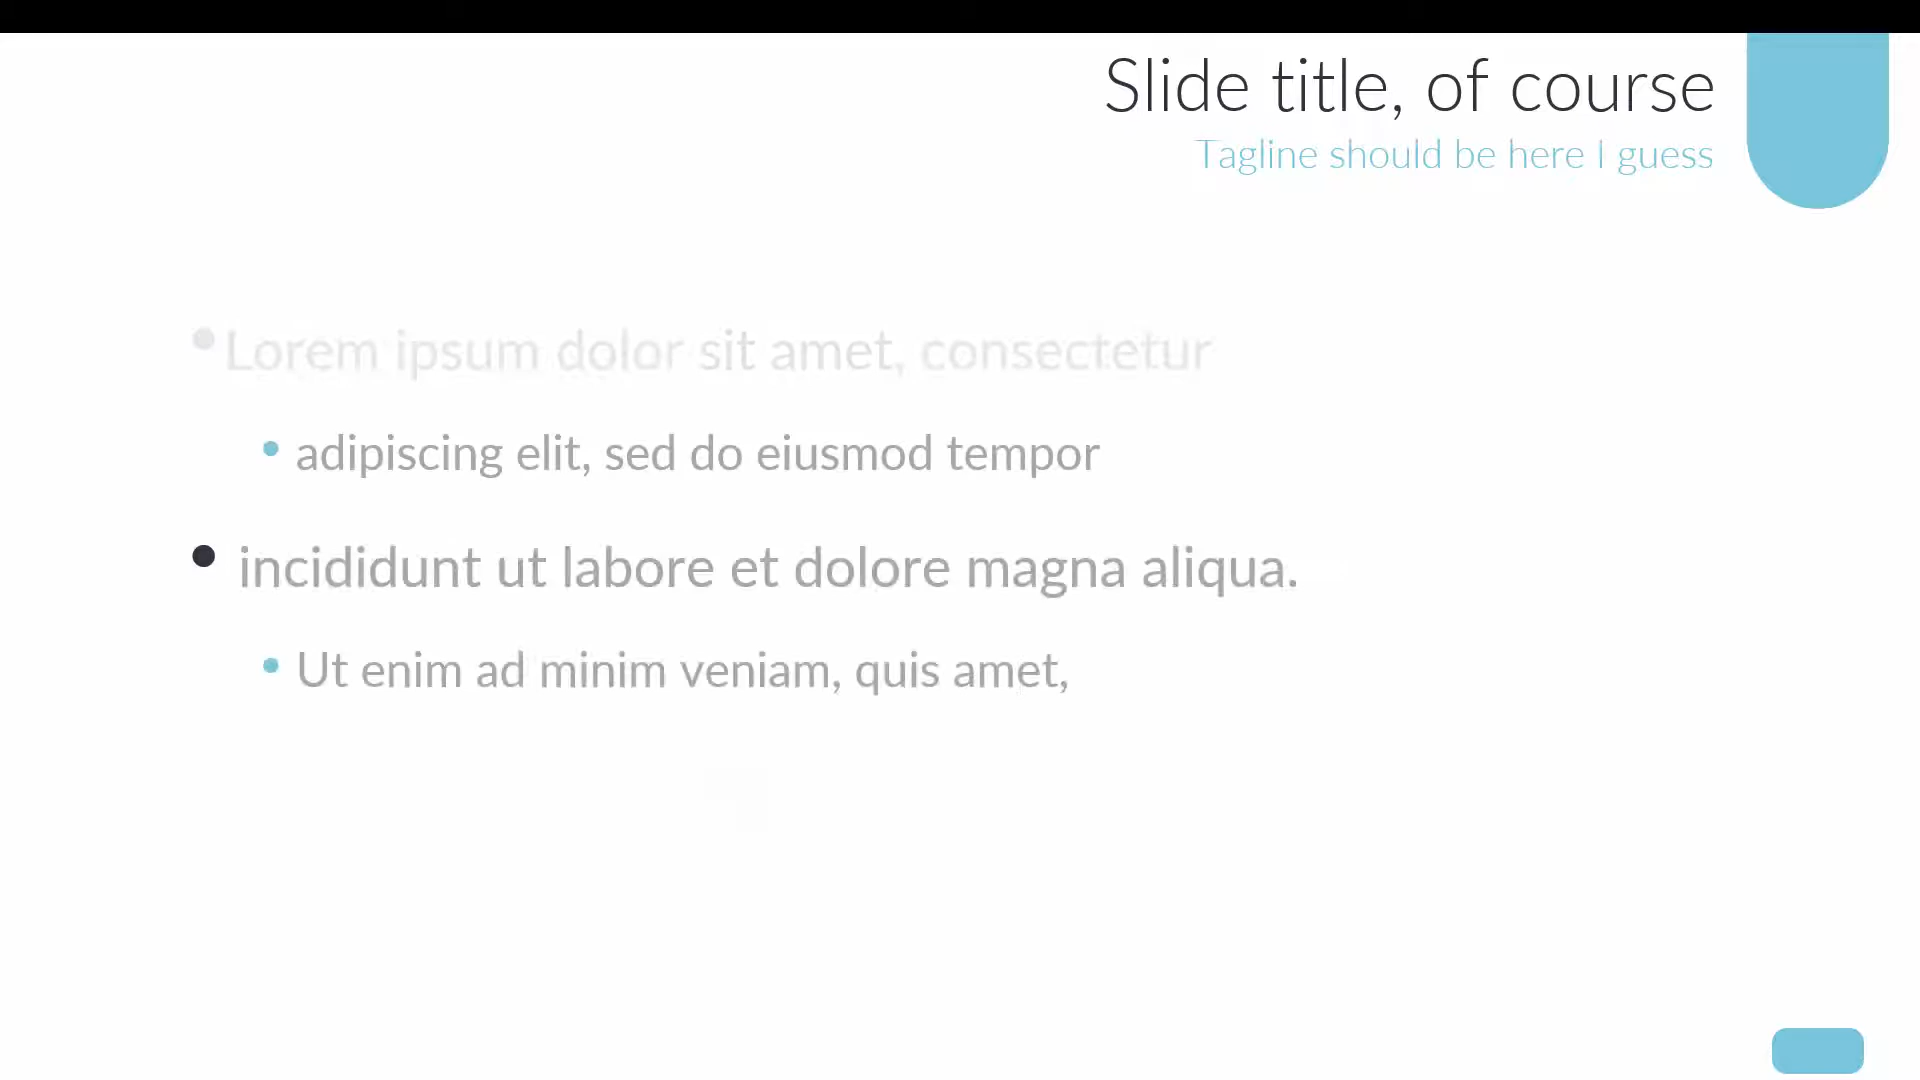 Slide title, of course
Tagline should be here I guess
• Lorem ipsum dolor sit amet, consectetur
• adipiscing elit, sed do eiusmod tempor
• incididunt ut labore et dolore magna aliqua.
• Ut enim ad minim veniam, quis amet,